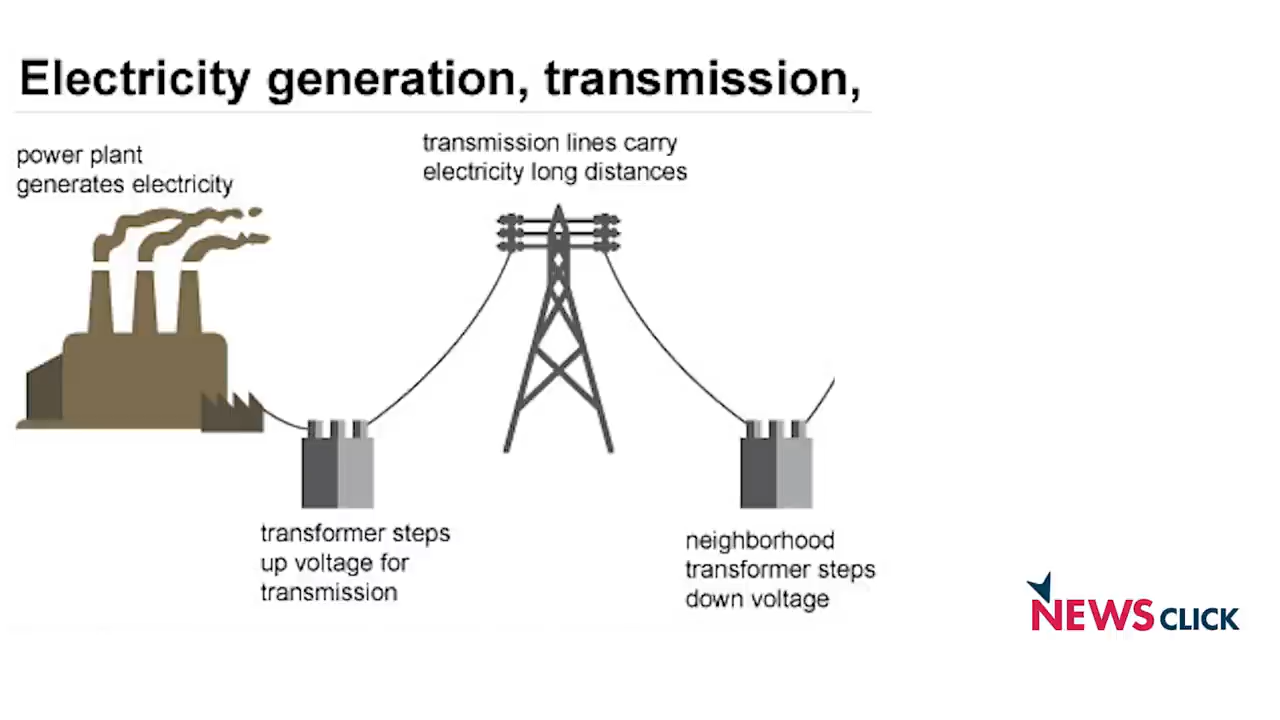 Electricity generation, transmission,
power plant
generates electricity
transmission lines carry
electricity long distances
transformer steps
up voltage for
transmission
neighborhood
transformer steps
down voltage
NEWS CLICK